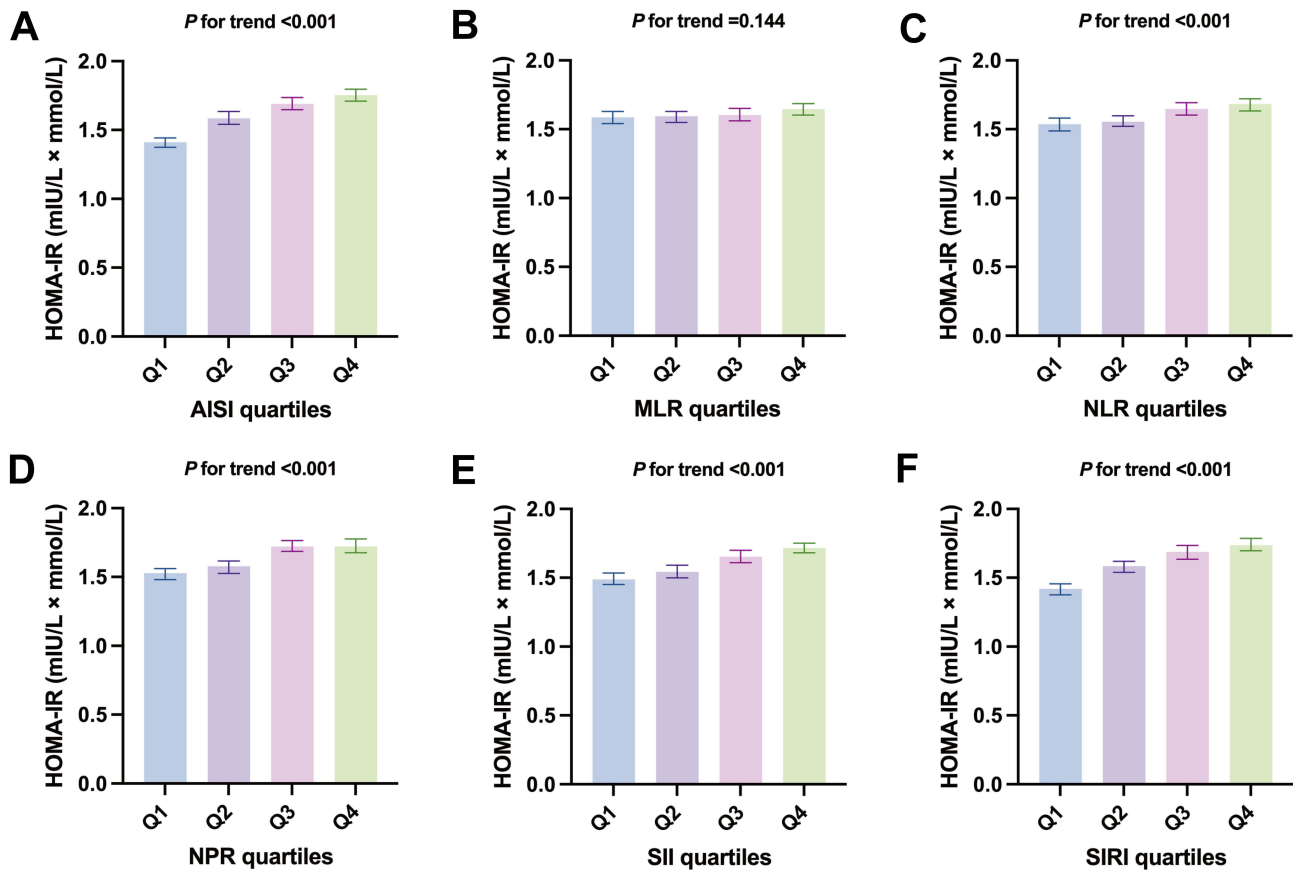 A
P for trend <0.001
HOMA-IR (mIU/L × mmol/L)
2.0
1.5
1.0
0.5
0.0
Q1
Q2
Q3
Q4
AISI quartiles
B
P for trend =0.144
HOMA-IR (mIU/L × mmol/L)
2.0
1.5
1.0
0.5
0.0
Q1
Q2
Q3
Q4
MLR quartiles
C
P for trend <0.001
HOMA-IR (mIU/L × mmol/L)
2.0
1.5
1.0
0.5
0.0
Q1
Q2
Q3
Q4
NLR quartiles
D
P for trend <0.001
HOMA-IR (mIU/L × mmol/L)
2.0
1.5
1.0
0.5
0.0
Q1
Q2
Q3
Q4
NPR quartiles
E
P for trend <0.001
HOMA-IR (mIU/L × mmol/L)
2.0
1.5
1.0
0.5
0.0
Q1
Q2
Q3
Q4
SII quartiles
F
P for trend <0.001
HOMA-IR (mIU/L × mmol/L)
2.0
1.5
1.0
0.5
0.0
Q1
Q2
Q3
Q4
SIRI quartiles